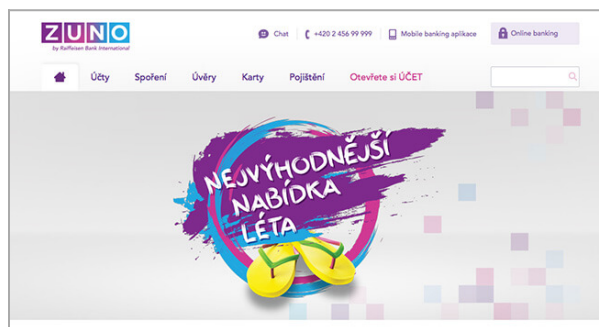 ZUNO
by Raiffeisen Bank International
Chat
+420 2 456 99 999
Mobile banking aplikace
Online banking
Účty
Spoření
Úvěry
Karty
Pojištění
Otevřete si ÚČET
NEJVÝHODNĚJŠÍ
NABÍDKA
LÉTA